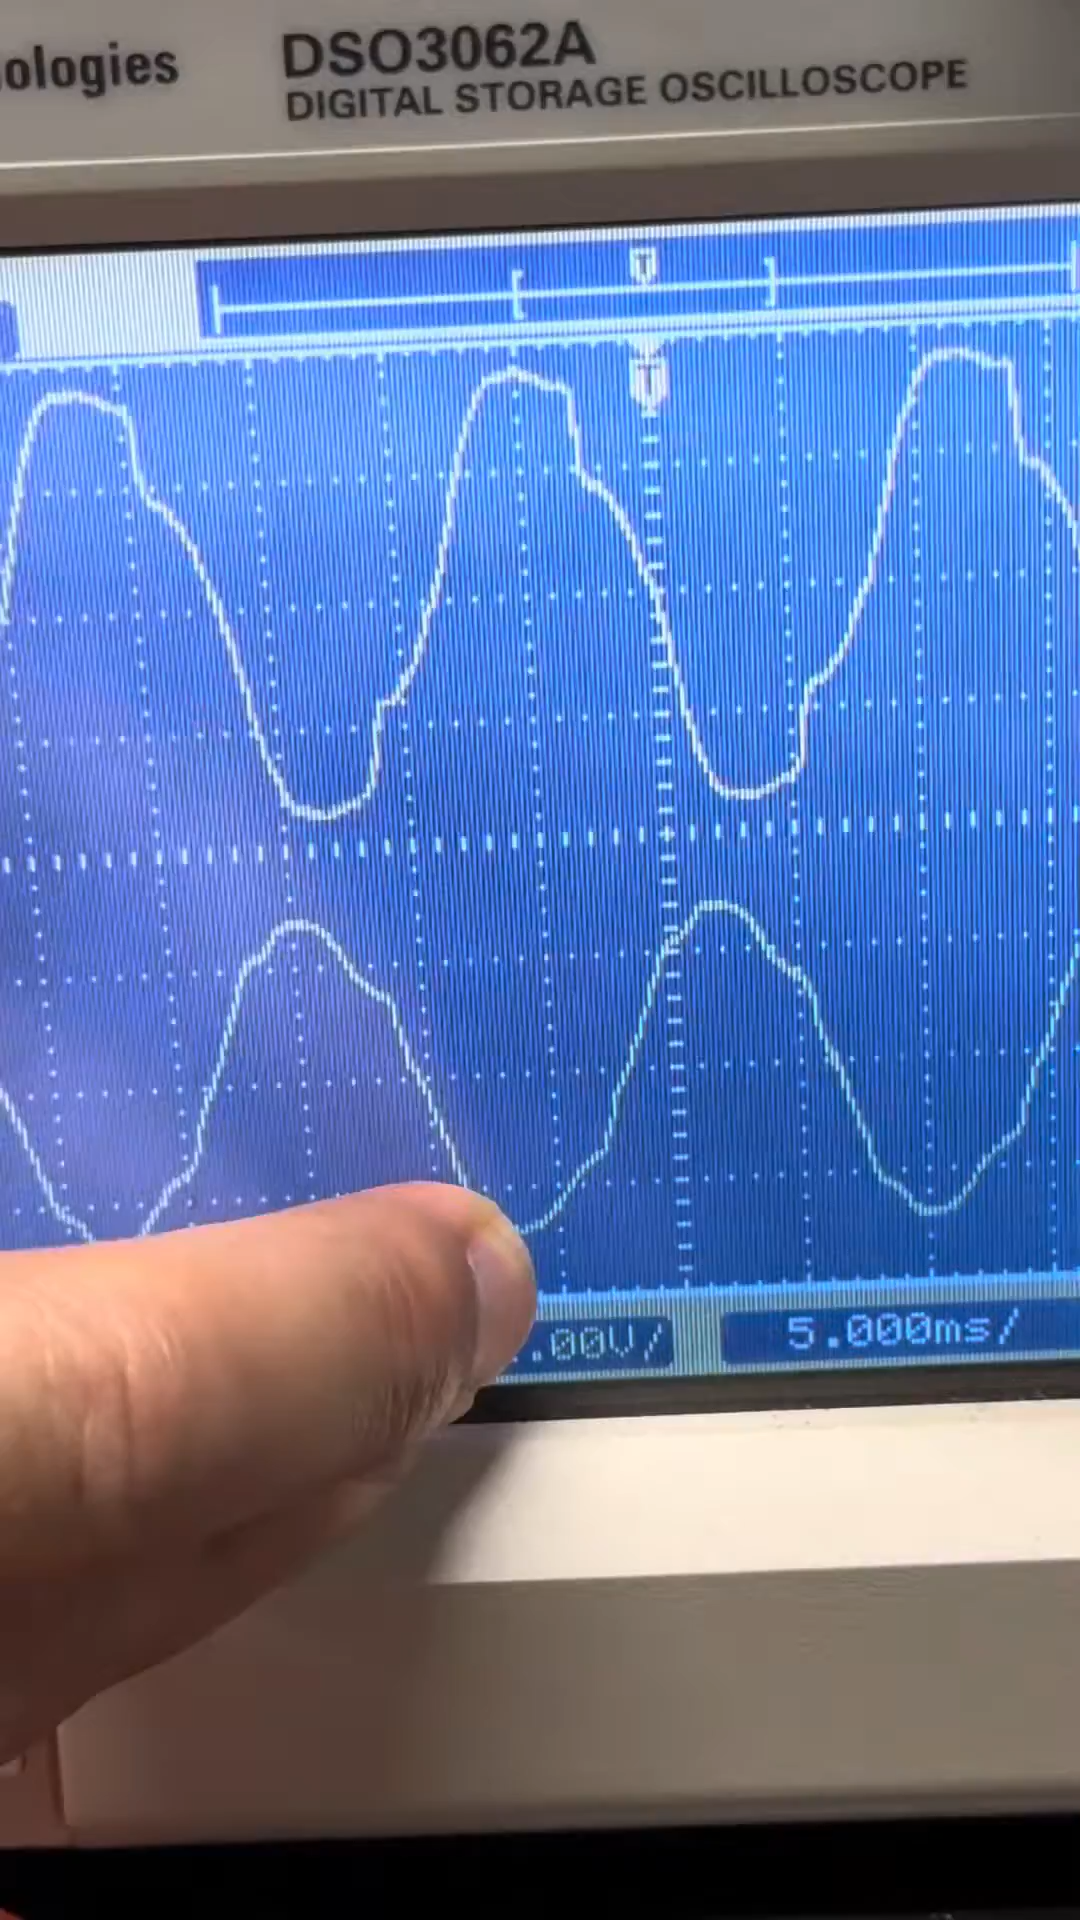 ologies
DSO3062A
DIGITAL STORAGE OSCILLOSCOPE
T
T
.00V/
5.000ms/